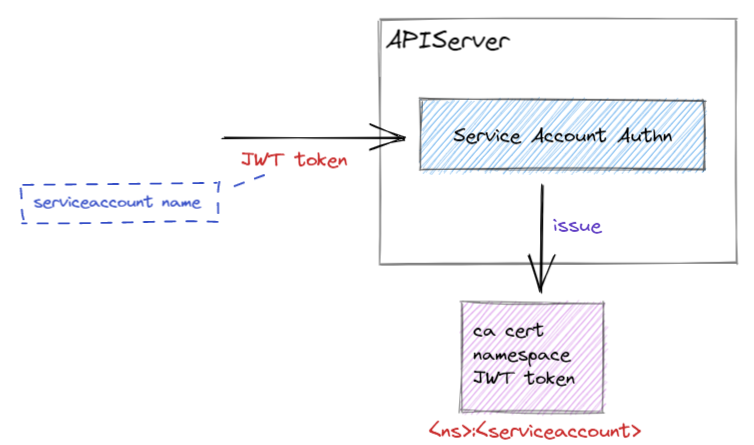 APIServer
Service Account Authn
JWT token
serviceaccount name
issue
ca cert
namespace
JWT token
<ns>:<serviceaccount>